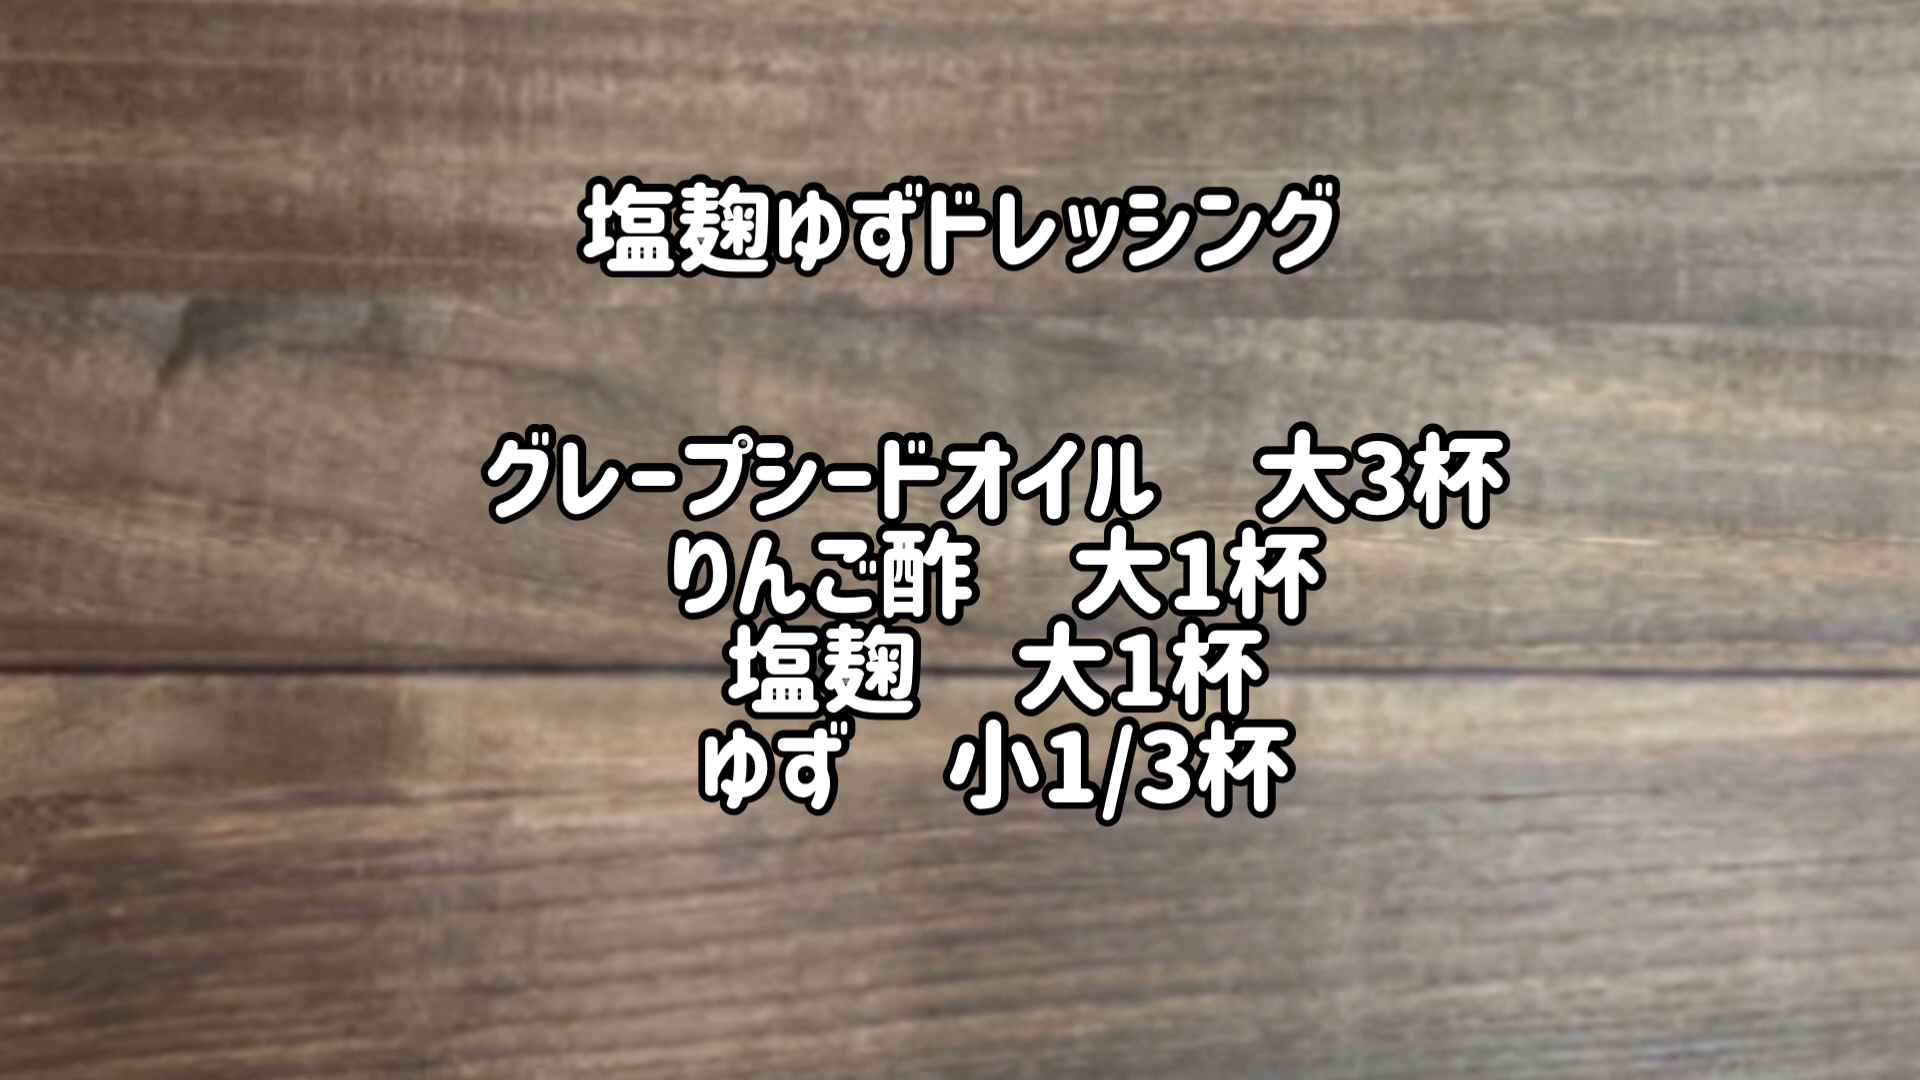 塩麹ゆずドレッシング
グレープシードオイル　大3杯
りんご酢　大1杯
塩麹　大1杯
ゆず　小1/3杯